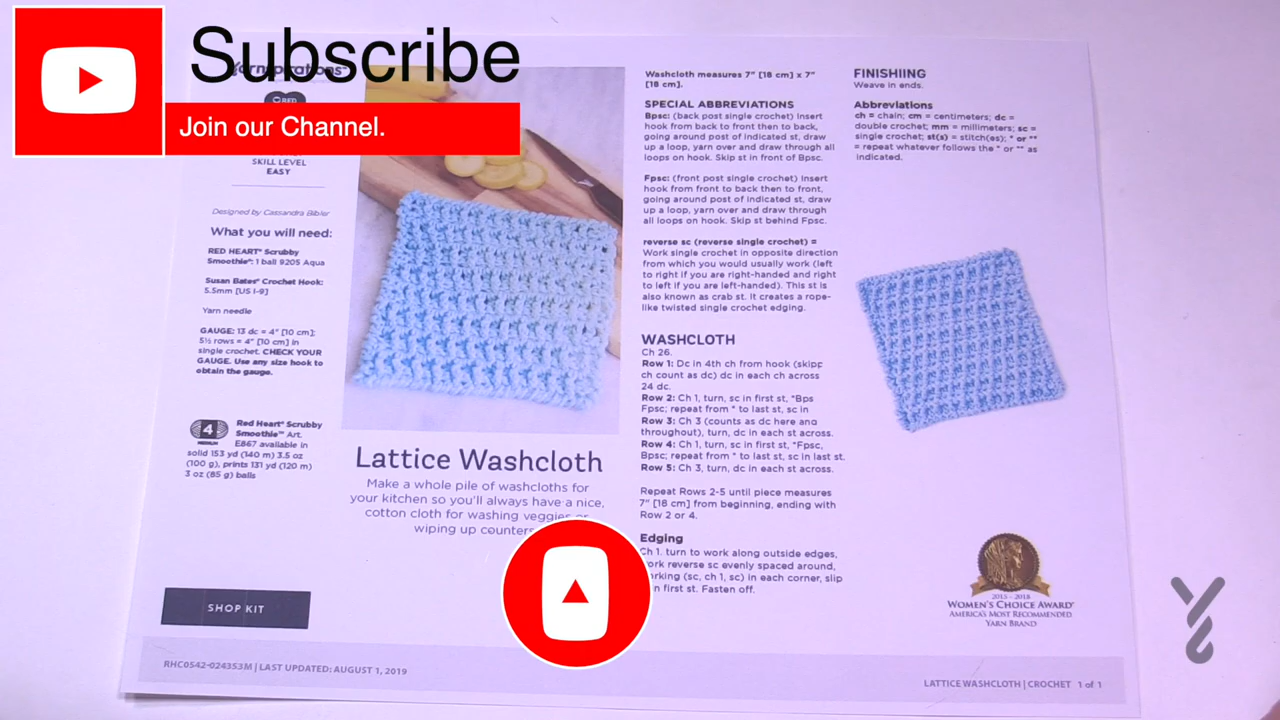 Subscribe
Join our Channel.
RED
SKILL LEVEL
EASY
Designed by Cassandra Bibler
What you will need:
RED HEART® Scrubby
Smoothie®: 1 ball 9205 Aqua
Susan Bates® Crochet Hook:
5.5mm [US I-9]
Yarn needle
GAUGE: 13 dc = 4" [10 cm];
5½ rows = 4" [10 cm] in
single crochet. CHECK YOUR
GAUGE. Use any size hook to
obtain the gauge.
4
MEDIUM
Red Heart® Scrubby
Smoothie™ Art.
E867 available in
solid 153 yd (140 m) 3.5 oz
(100 g), prints 131 yd (120 m)
3 oz (85 g) balls
SHOP KIT
Lattice Washcloth
Make a whole pile of washcloths for
your kitchen so you'll always have a nice,
cotton cloth for washing veggies or
wiping up counters
Washcloth measures 7" [18 cm] x 7"
[18 cm].
SPECIAL ABBREVIATIONS
Bpsc: (back post single crochet) Insert
hook from back to front then to back,
going around post of indicated st, draw
up a loop, yarn over and draw through all
loops on hook. Skip st in front of Bpsc.
Fpsc: (front post single crochet) Insert
hook from front to back then to front,
going around post of indicated st, draw
up a loop, yarn over and draw through
all loops on hook. Skip st behind Fpsc.
reverse sc (reverse single crochet) =
Work single crochet in opposite direction
from which you would usually work (left
to right if you are right-handed and right
to left if you are left-handed). This st is
also known as crab st. It creates a rope-
like twisted single crochet edging.
WASHCLOTH
Ch 26.
Row 1: Dc in 4th ch from hook (skipp
ch count as dc) dc in each ch across
24 dc.
Row 2: Ch 1, turn, sc in first st, *Bps
Fpsc; repeat from * to last st, sc in
Row 3: Ch 3 (counts as dc here and
throughout), turn, dc in each st across.
Row 4: Ch 1, turn, sc in first st, *Fpsc,
Bpsc; repeat from * to last st, sc in last st.
Row 5: Ch 3, turn, dc in each st across.
Repeat Rows 2-5 until piece measures
7" [18 cm] from beginning, ending with
Row 2 or 4.
Edging
Ch 1. turn to work along outside edges,
ork reverse sc evenly spaced around,
rking (sc, ch 1, sc) in each corner, slip
n first st. Fasten off.
FINISHIING
Weave in ends.
Abbreviations
ch = chain; cm = centimeters; dc =
double crochet; mm = millimeters; sc =
single crochet; st(s) = stitch(es); * or **
= repeat whatever follows the * or ** as
indicated.
2015 - 2018
WOMEN'S CHOICE AWARD®
AMERICA'S MOST RECOMMENDED
YARN BRAND
RHC0542-024353M | LAST UPDATED: AUGUST 1, 2019
LATTICE WASHCLOTH | CROCHET 1 of 1